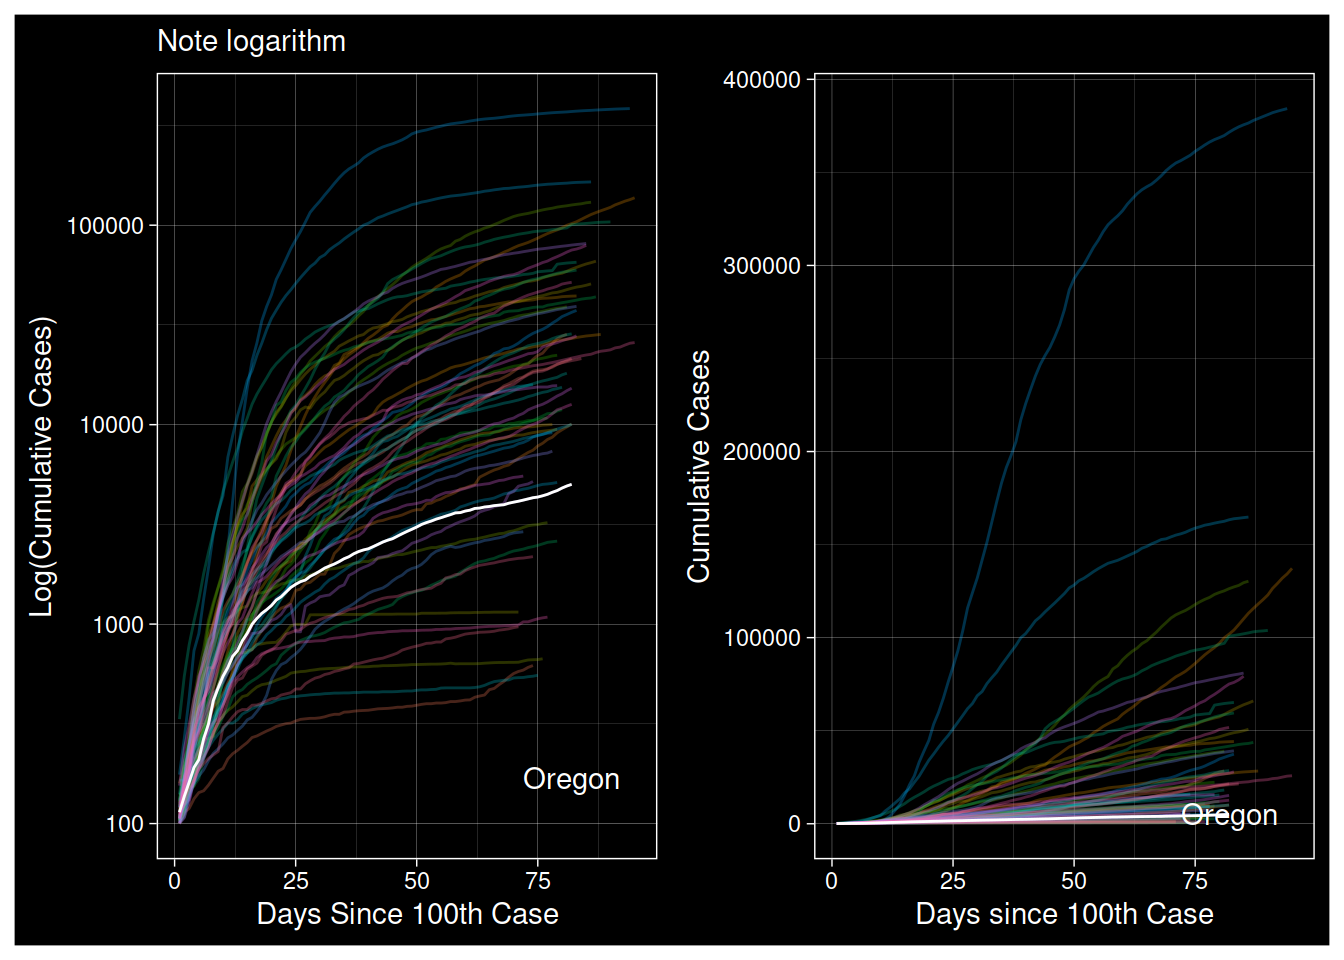 Note logarithm
Log(Cumulative Cases)
100000
10000
1000
100
0
25
50
75
Days Since 100th Case
Oregon
Cumulative Cases
400000
300000
200000
100000
0
0
25
50
75
Days since 100th Case
Oregon